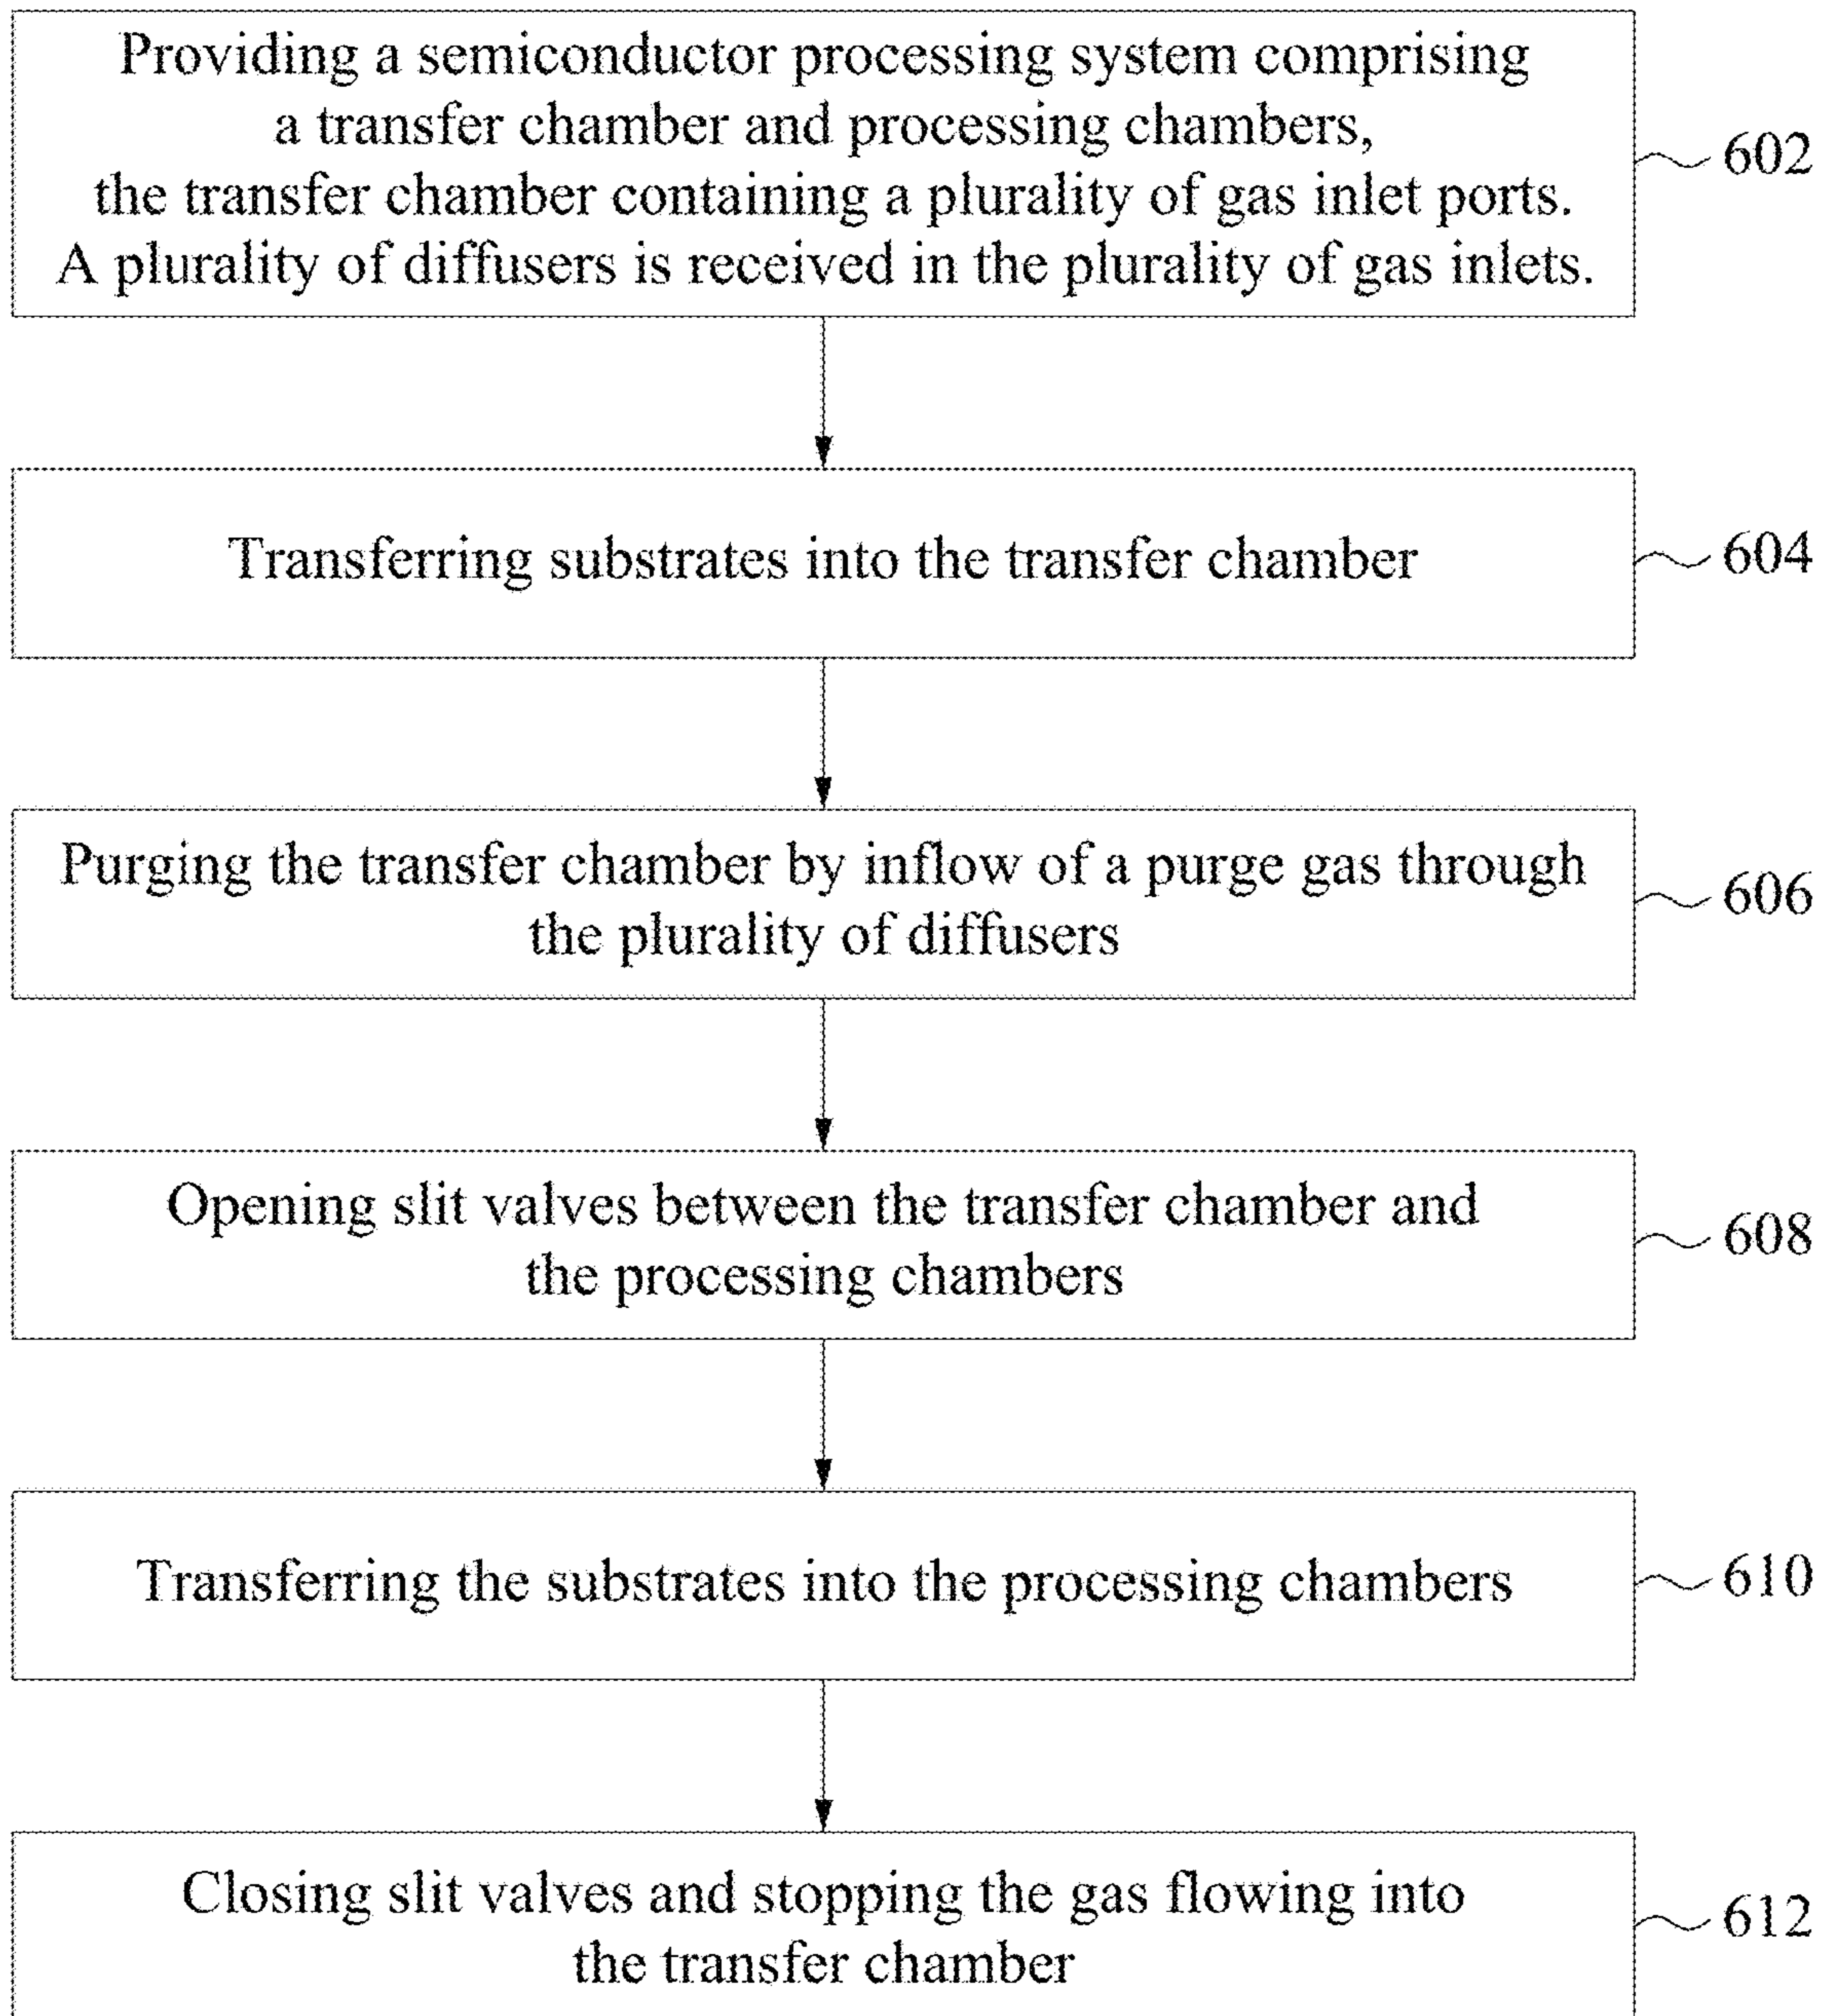 Providing a semiconductor processing system comprising
a transfer chamber and processing chambers,
the transfer chamber containing a plurality of gas inlet ports.
A plurality of diffusers is received in the plurality of gas inlets.
602
Transferring substrates into the transfer chamber
604
Purging the transfer chamber by inflow of a purge gas through
the plurality of diffusers
606
Opening slit valves between the transfer chamber and
the processing chambers
608
Transferring the substrates into the processing chambers
610
Closing slit valves and stopping the gas flowing into
the transfer chamber
612